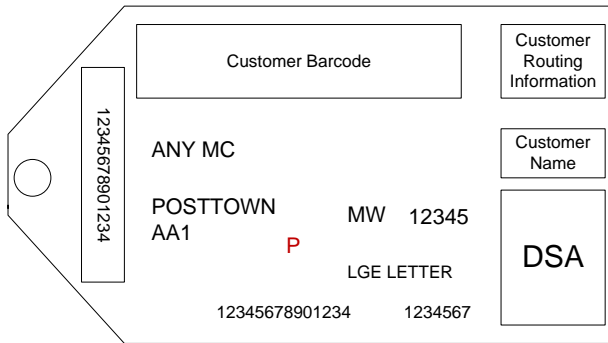 Customer Barcode
Customer
Routing
Information
12345678901234
ANY MC
Customer
Name
POSTTOWN
AA1
MW 12345
P
DSA
LGE LETTER
12345678901234 1234567